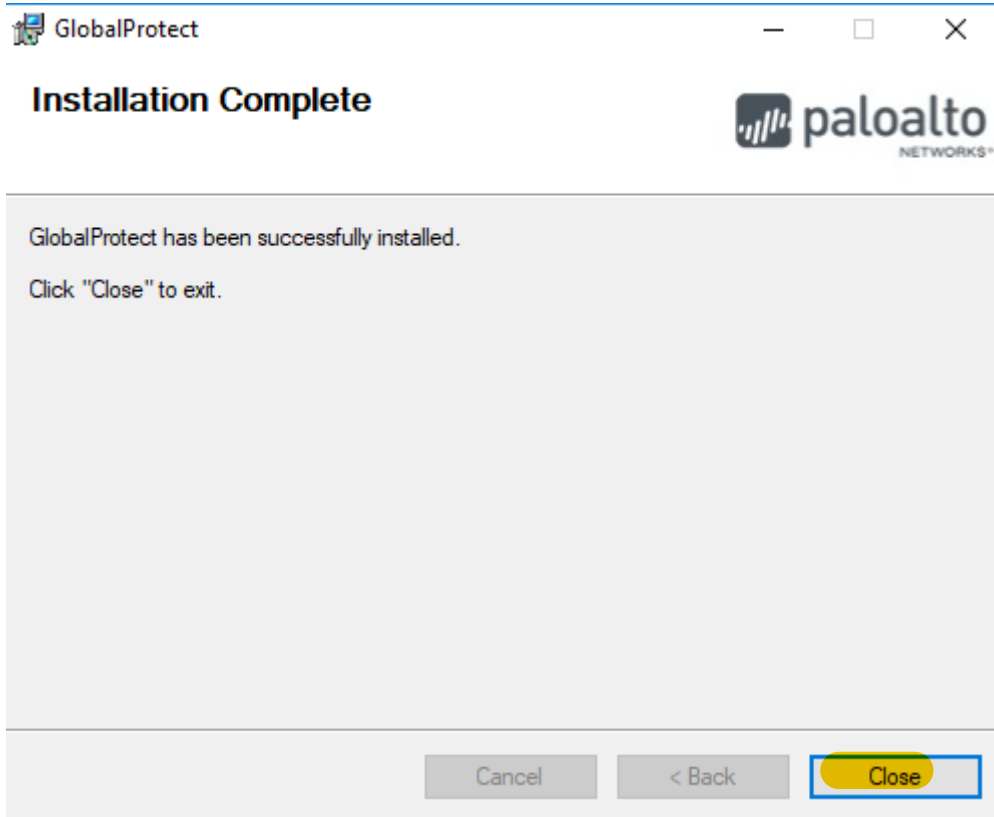 GlobalProtect
Installation Complete
paloalto
NETWORKS®
GlobalProtect has been successfully installed.
Click "Close" to exit.
Cancel
< Back
Close